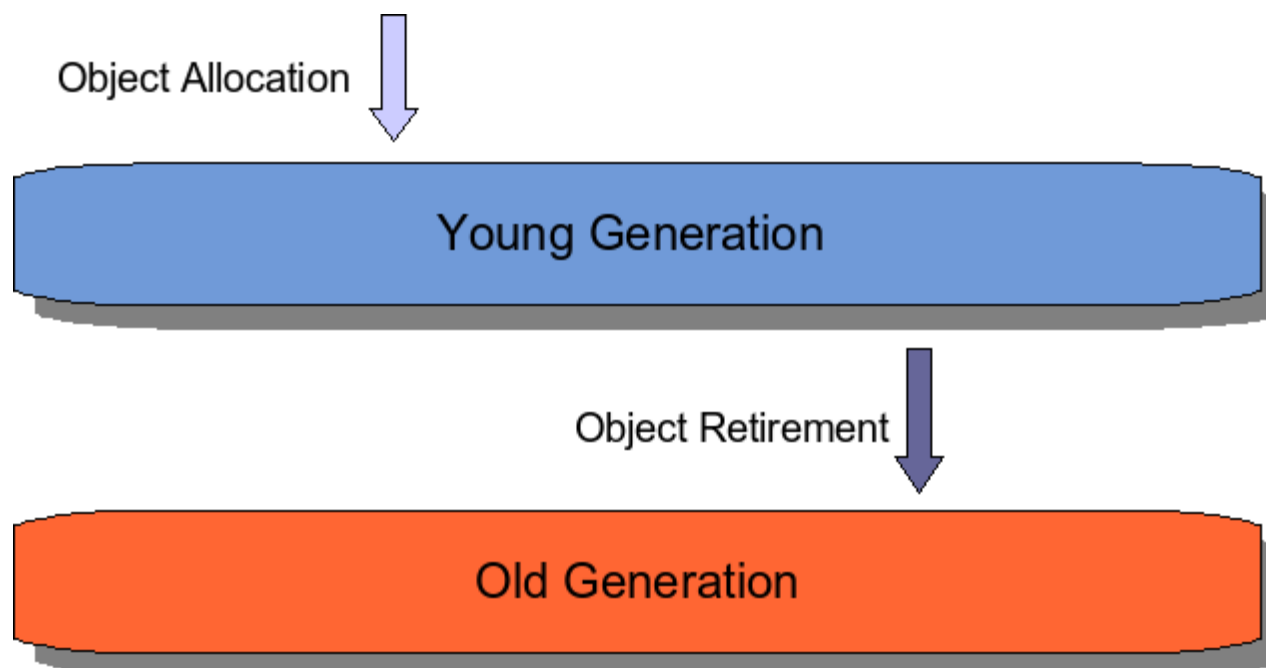 Object Allocation
Young Generation
Object Retirement
Old Generation